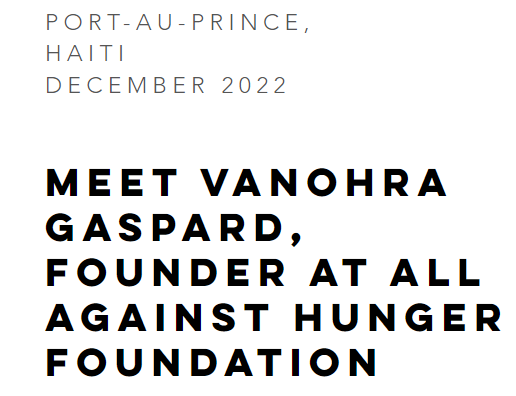 PORT-AU-PRINCE,
HAITI
DECEMBER 2022
MEET VANOHRA
GASPARD,
FOUNDER AT ALL
AGAINST HUNGER
FOUNDATION